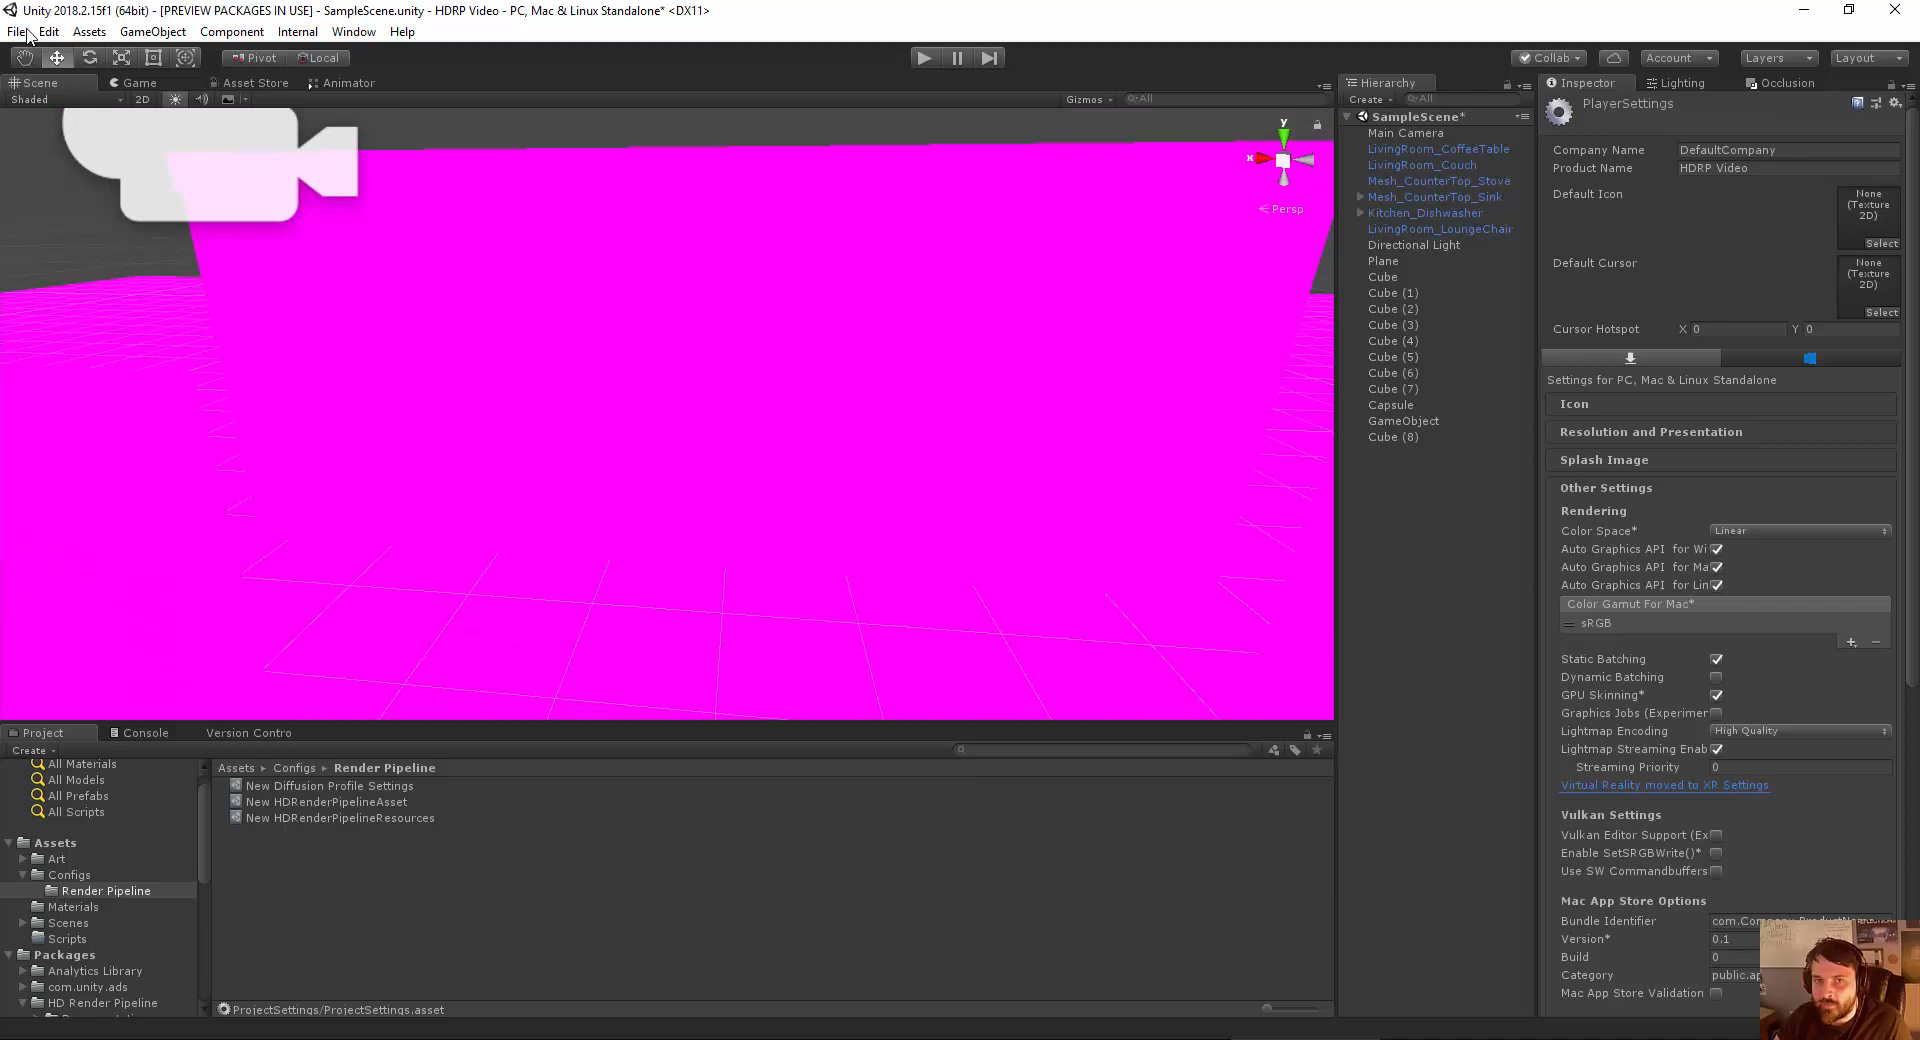 Unity 2018.2.15f1 (64bit) - [PREVIEW PACKAGES IN USE] - SampleScene.unity - HDRP Video - PC, Mac & Linux Standalone* <DX11>
File Edit Assets GameObject Component Internal Window Help
Pivot Local Collab Account Layers Layout
Scene Game Asset Store Animator
Shaded 2D Gizmos All
y
x
Persp
Hierarchy
Create All
SampleScene*
Main Camera
LivingRoom_CoffeeTable
LivingRoom_Couch
Mesh_CounterTop_Stove
Mesh_CounterTop_Sink
Kitchen_Dishwasher
LivingRoom_LoungeChair
Directional Light
Plane
Cube
Cube (1)
Cube (2)
Cube (3)
Cube (4)
Cube (5)
Cube (6)
Cube (7)
Capsule
GameObject
Cube (8)
Inspector Lighting Occlusion
PlayerSettings
Company Name DefaultCompany
Product Name HDRP Video
Default Icon
None
(Texture
2D)
Select
Default Cursor
None
(Texture
2D)
Select
Cursor Hotspot X 0 Y 0
Settings for PC, Mac & Linux Standalone
Icon
Resolution and Presentation
Splash Image
Other Settings
Rendering
Color Space* Linear
Auto Graphics API for Wi
Auto Graphics API for Ma
Auto Graphics API for Lin
Color Gamut For Mac*
sRGB
Static Batching
Dynamic Batching
GPU Skinning*
Graphics Jobs (Experimer
Lightmap Encoding High Quality
Lightmap Streaming Enab
Streaming Priority 0
Virtual Reality moved to XR Settings
Vulkan Settings
Vulkan Editor Support (Ex
Enable SetSRGBWrite()*
Use SW Commandbuffers
Mac App Store Options
Bundle Identifier
Version* 0.1
Build 0
Category public.ap
Mac App Store Validation
Project Console Version Contro
Create
All Materials
All Models
All Prefabs
All Scripts
Assets
Art
Configs
Render Pipeline
Materials
Scenes
Scripts
Packages
Analytics Library
com.unity.ads
HD Render Pipeline
Assets Configs Render Pipeline
New Diffusion Profile Settings
New HDRenderPipelineAsset
New HDRenderPipelineResources
ProjectSettings/ProjectSettings.asset